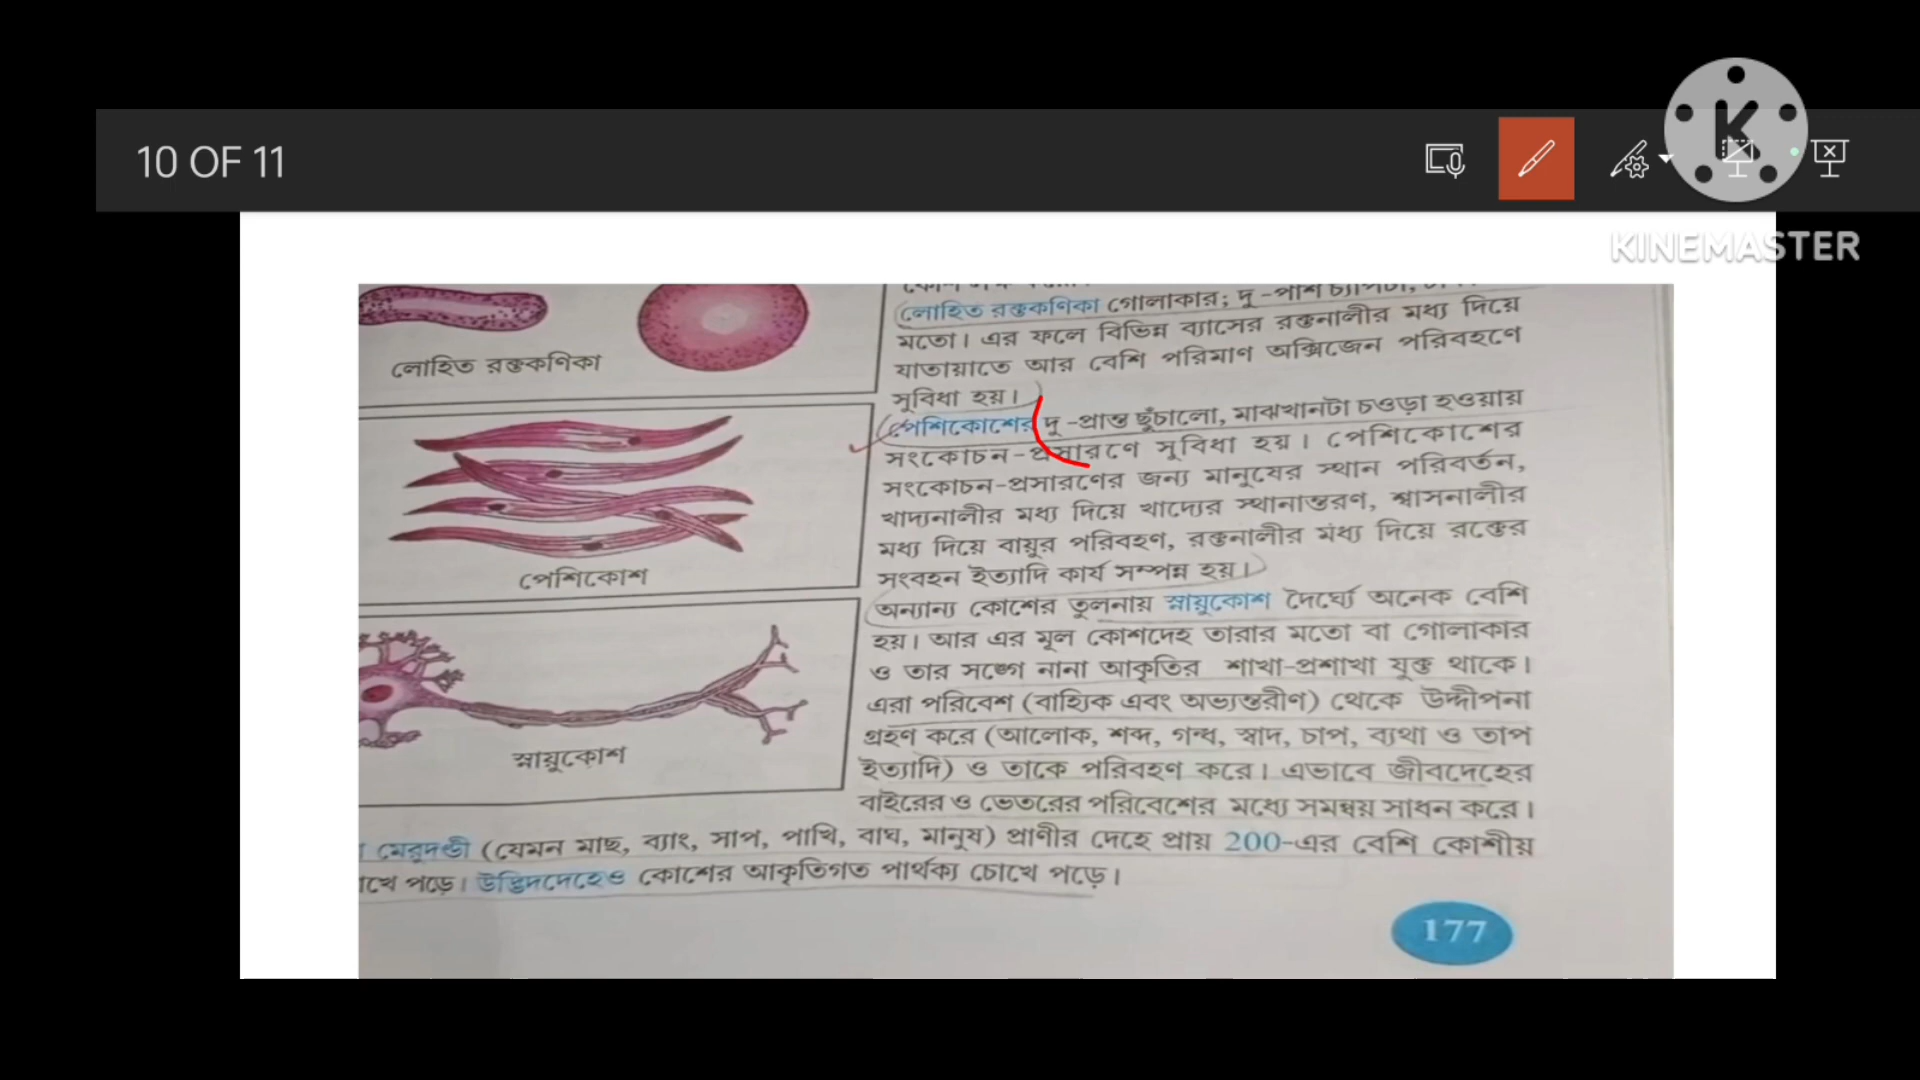 10 OF 11
K
KINEMASTER
লোহিত রক্তকণিকা গোলাকার; দু-পাশ চ্যাপটা,
মতো। এর ফলে বিভিন্ন ব্যাসের রক্তনালীর মধ্য দিয়ে
যাতায়াতে আর বেশি পরিমাণ অক্সিজেন পরিবহণে
সুবিধা হয়।
লোহিত রক্তকণিকা
পেশিকোশের দু-প্রান্ত ছুঁচালো, মাঝখানটা চওড়া হওয়ায়
সংকোচন-প্রসারণে সুবিধা হয়। পেশিকোশের
সংকোচন-প্রসারণের জন্য মানুষের স্থান পরিবর্তন,
খাদ্যনালীর মধ্য দিয়ে খাদ্যের স্থানান্তরণ, শ্বাসনালীর
মধ্য দিয়ে বায়ুর পরিবহণ, রক্তনালীর মধ্য দিয়ে রক্তের
সংবহন ইত্যাদি কার্য সম্পন্ন হয়।
পেশিকোশ
অন্যান্য কোশের তুলনায় স্নায়ুকোশ দৈর্ঘ্যে অনেক বেশি
হয়। আর এর মূল কোশদেহ তারার মতো বা গোলাকার
ও তার সঙ্গে নানা আকৃতির শাখা-প্রশাখা যুক্ত থাকে।
এরা পরিবেশ (বাহ্যিক এবং অভ্যন্তরীণ) থেকে উদ্দীপনা
গ্রহণ করে (আলোক, শব্দ, গন্ধ, স্বাদ, চাপ, ব্যথা ও তাপ
ইত্যাদি) ও তাকে পরিবহণ করে। এভাবে জীবদেহের
বাইরের ও ভেতরের পরিবেশের মধ্যে সমন্বয় সাধন করে।
স্নায়ুকোশ
মেরুদণ্ডী (যেমন মাছ, ব্যাং, সাপ, পাখি, বাঘ, মানুষ) প্রাণীর দেহে প্রায় 200-এর বেশি কোশীয়
খে পড়ে। উদ্ভিদদেহেও কোশের আকৃতিগত পার্থক্য চোখে পড়ে।
177